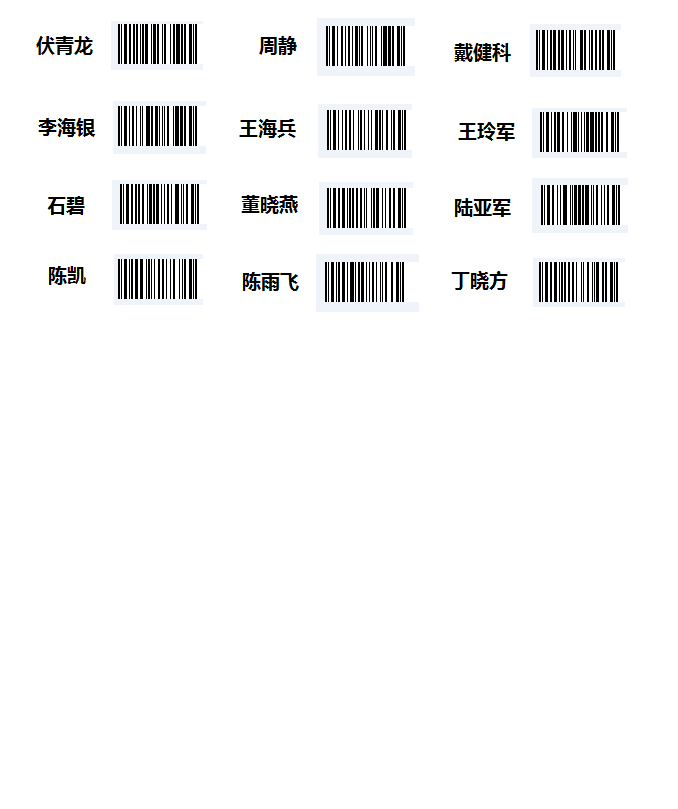 伏青龙 周静 戴健科
李海银 王海兵 王玲军
石碧 董晓燕 陆亚军
陈凯 陈雨飞 丁晓方